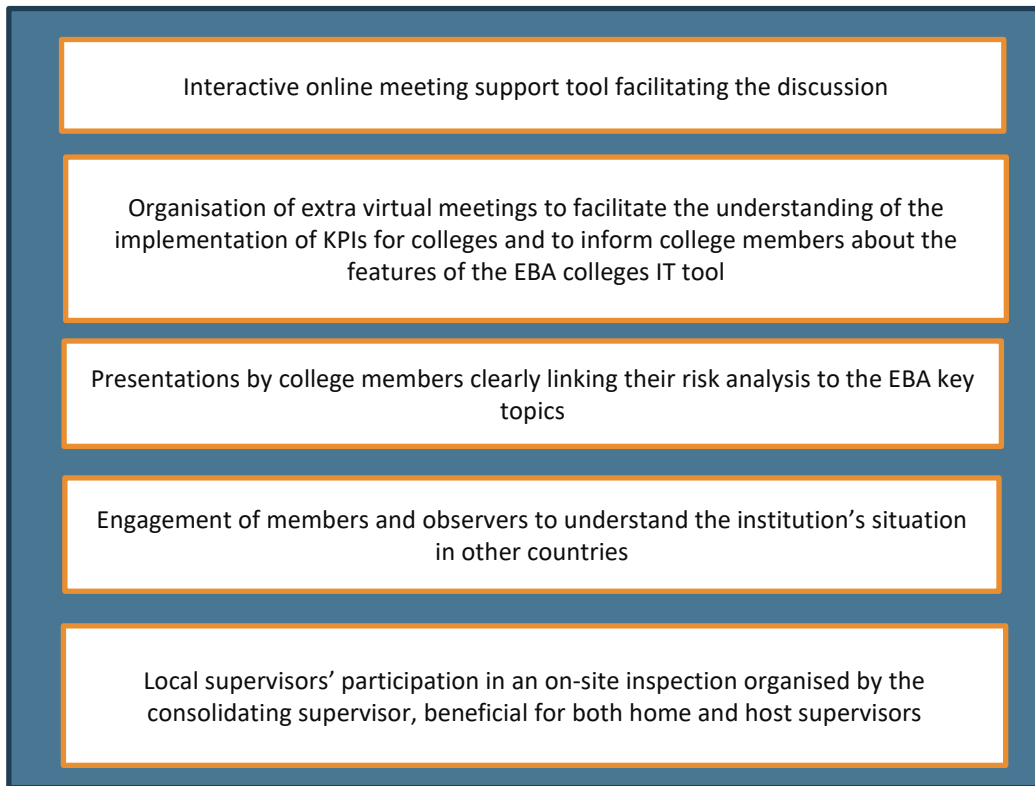 Interactive online meeting support tool facilitating the discussion
Organisation of extra virtual meetings to facilitate the understanding of the
implementation of KPIs for colleges and to inform college members about the
features of the EBA colleges IT tool
Presentations by college members clearly linking their risk analysis to the EBA key
topics
Engagement of members and observers to understand the institution’s situation
in other countries
Local supervisors’ participation in an on-site inspection organised by the
consolidating supervisor, beneficial for both home and host supervisors